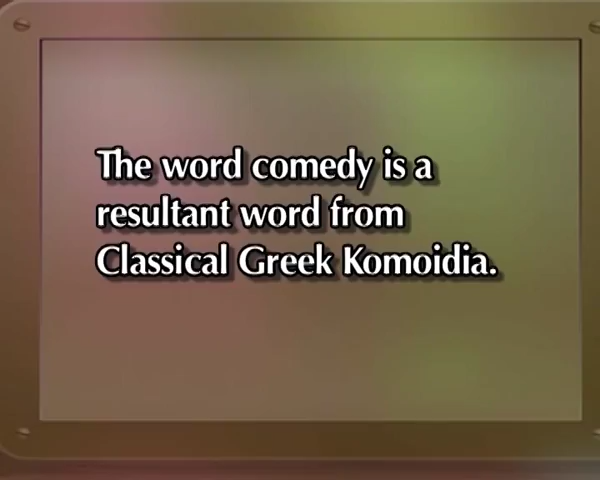 The word comedy is a
resultant word from
Classical Greek Komoidia.